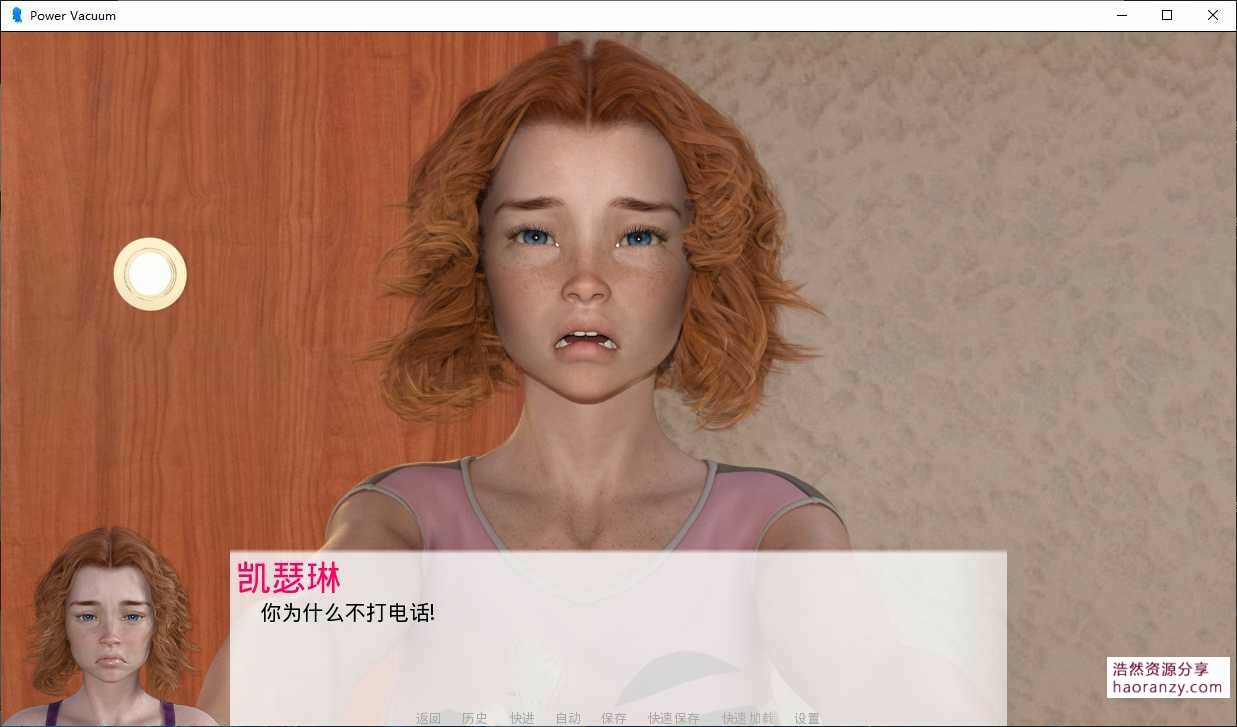 Power Vacuum
凯瑟琳
你为什么不打电话!
浩然资源分享
haoranzy.com
返回 历史 快进 自动 保存 快速保存 快速加载 设置